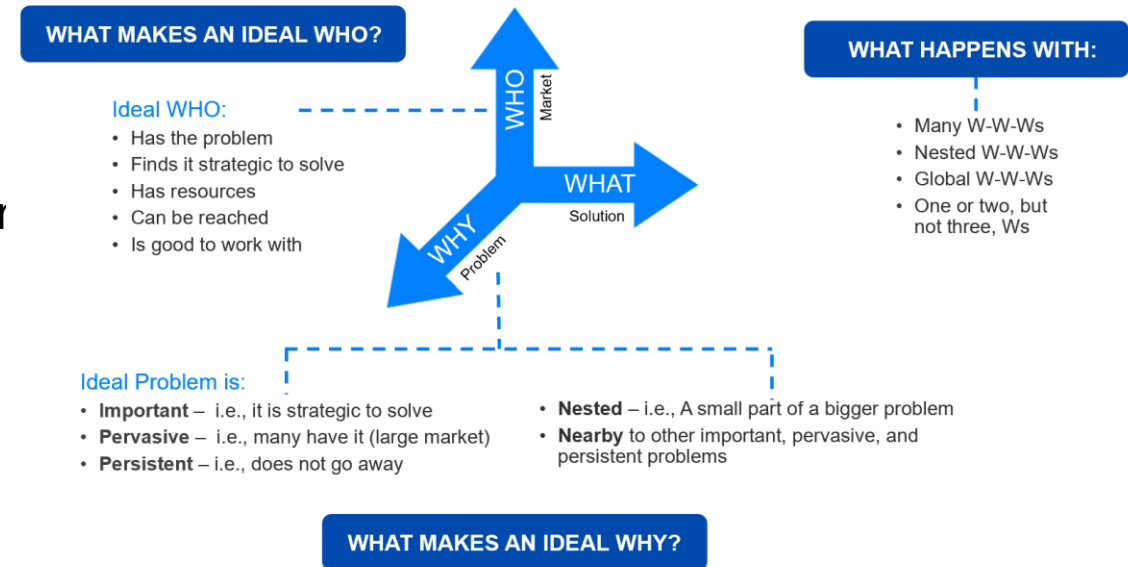 WHAT MAKES AN IDEAL WHO?
WHAT HAPPENS WITH:
Ideal WHO:
• Has the problem
• Finds it strategic to solve
• Has resources
• Can be reached
• Is good to work with
WHO
Market
WHAT
Solution
WHY
Problem
• Many W-W-Ws
• Nested W-W-Ws
• Global W-W-Ws
• One or two, but
not three, Ws
Ideal Problem is:
• Important – i.e., it is strategic to solve
• Pervasive – i.e., many have it (large market)
• Persistent – i.e., does not go away
• Nested – i.e., A small part of a bigger problem
• Nearby to other important, pervasive, and
persistent problems
WHAT MAKES AN IDEAL WHY?